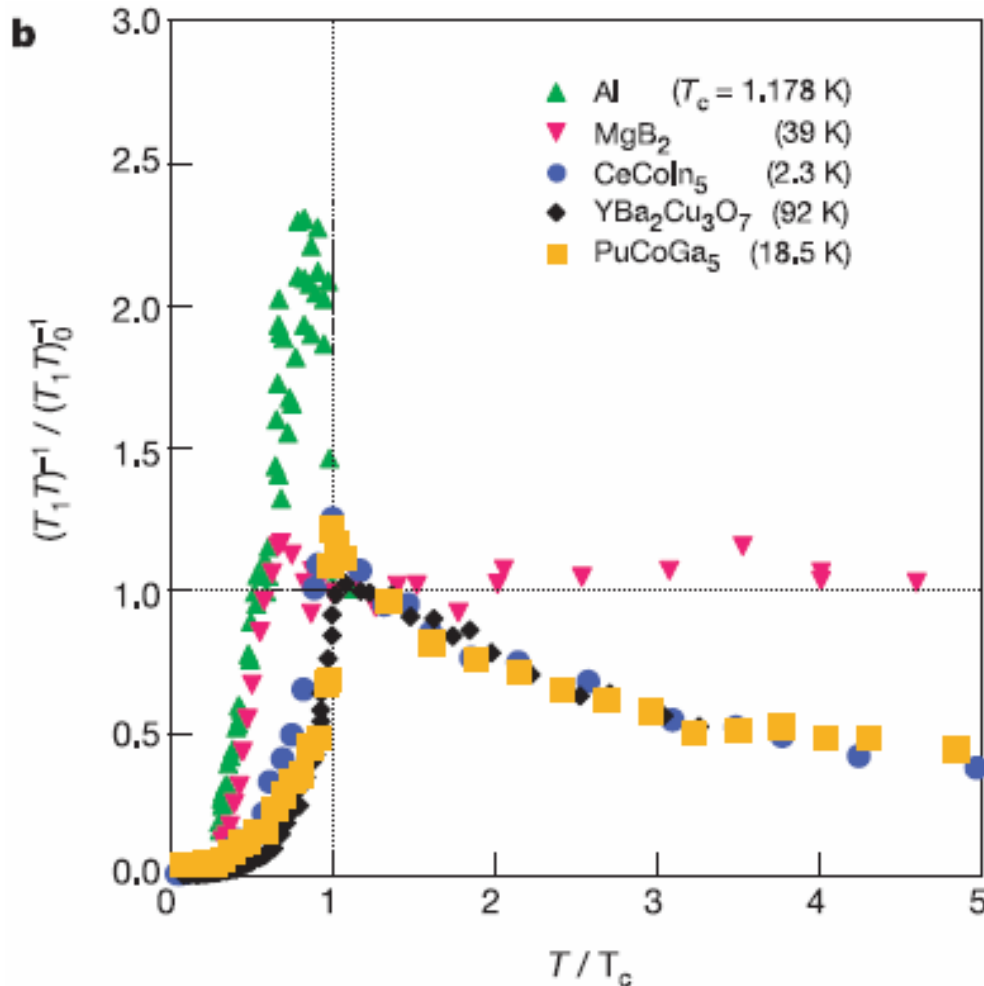 b
3.0
2.5
2.0
1.5
1.0
0.5
0.0
(T₁T)⁻¹ / (T₁T)₀⁻¹
Al (Tc = 1.178 K)
MgB₂ (39 K)
CeCoIn₅ (2.3 K)
YBa₂Cu₃O₇ (92 K)
PuCoGa₅ (18.5 K)
0 1 2 3 4 5
T / Tc